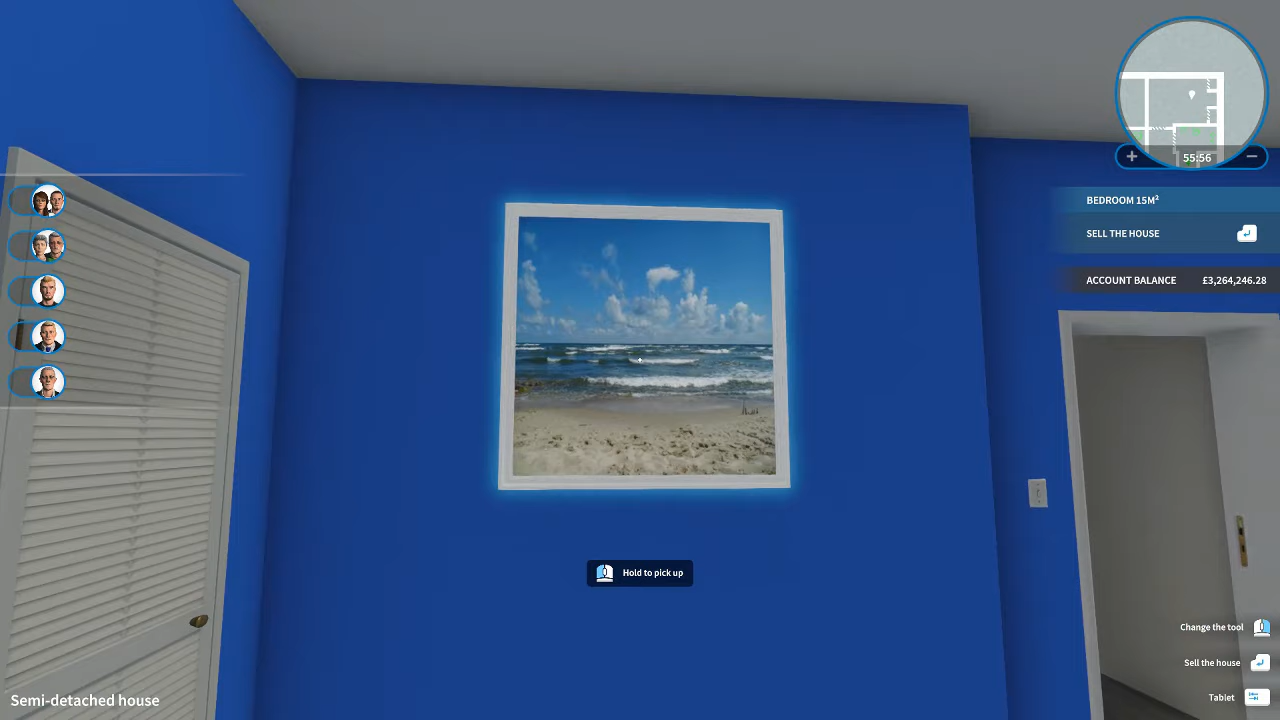 55:56
BEDROOM 15M²
SELL THE HOUSE
ACCOUNT BALANCE £3,264,246.28
Hold to pick up
Change the tool
Sell the house
Tablet
Semi-detached house